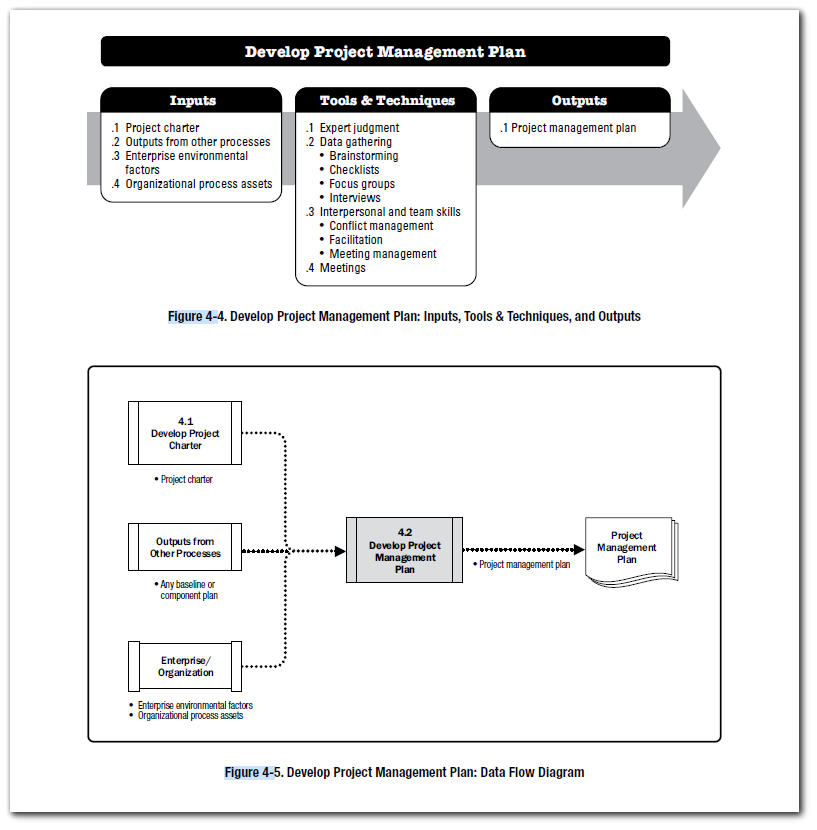 Develop Project Management Plan
Inputs
.1 Project charter
.2 Outputs from other processes
.3 Enterprise environmental
factors
.4 Organizational process assets
Tools & Techniques
.1 Expert judgment
.2 Data gathering
• Brainstorming
• Checklists
• Focus groups
• Interviews
.3 Interpersonal and team skills
• Conflict management
• Facilitation
• Meeting management
.4 Meetings
Outputs
.1 Project management plan
Figure 4-4. Develop Project Management Plan: Inputs, Tools & Techniques, and Outputs
4.1
Develop Project
Charter
• Project charter
Outputs from
Other Processes
• Any baseline or
component plan
Enterprise/
Organization
• Enterprise environmental factors
• Organizational process assets
4.2
Develop Project
Management
Plan
• Project management plan
Project
Management
Plan
Figure 4-5. Develop Project Management Plan: Data Flow Diagram